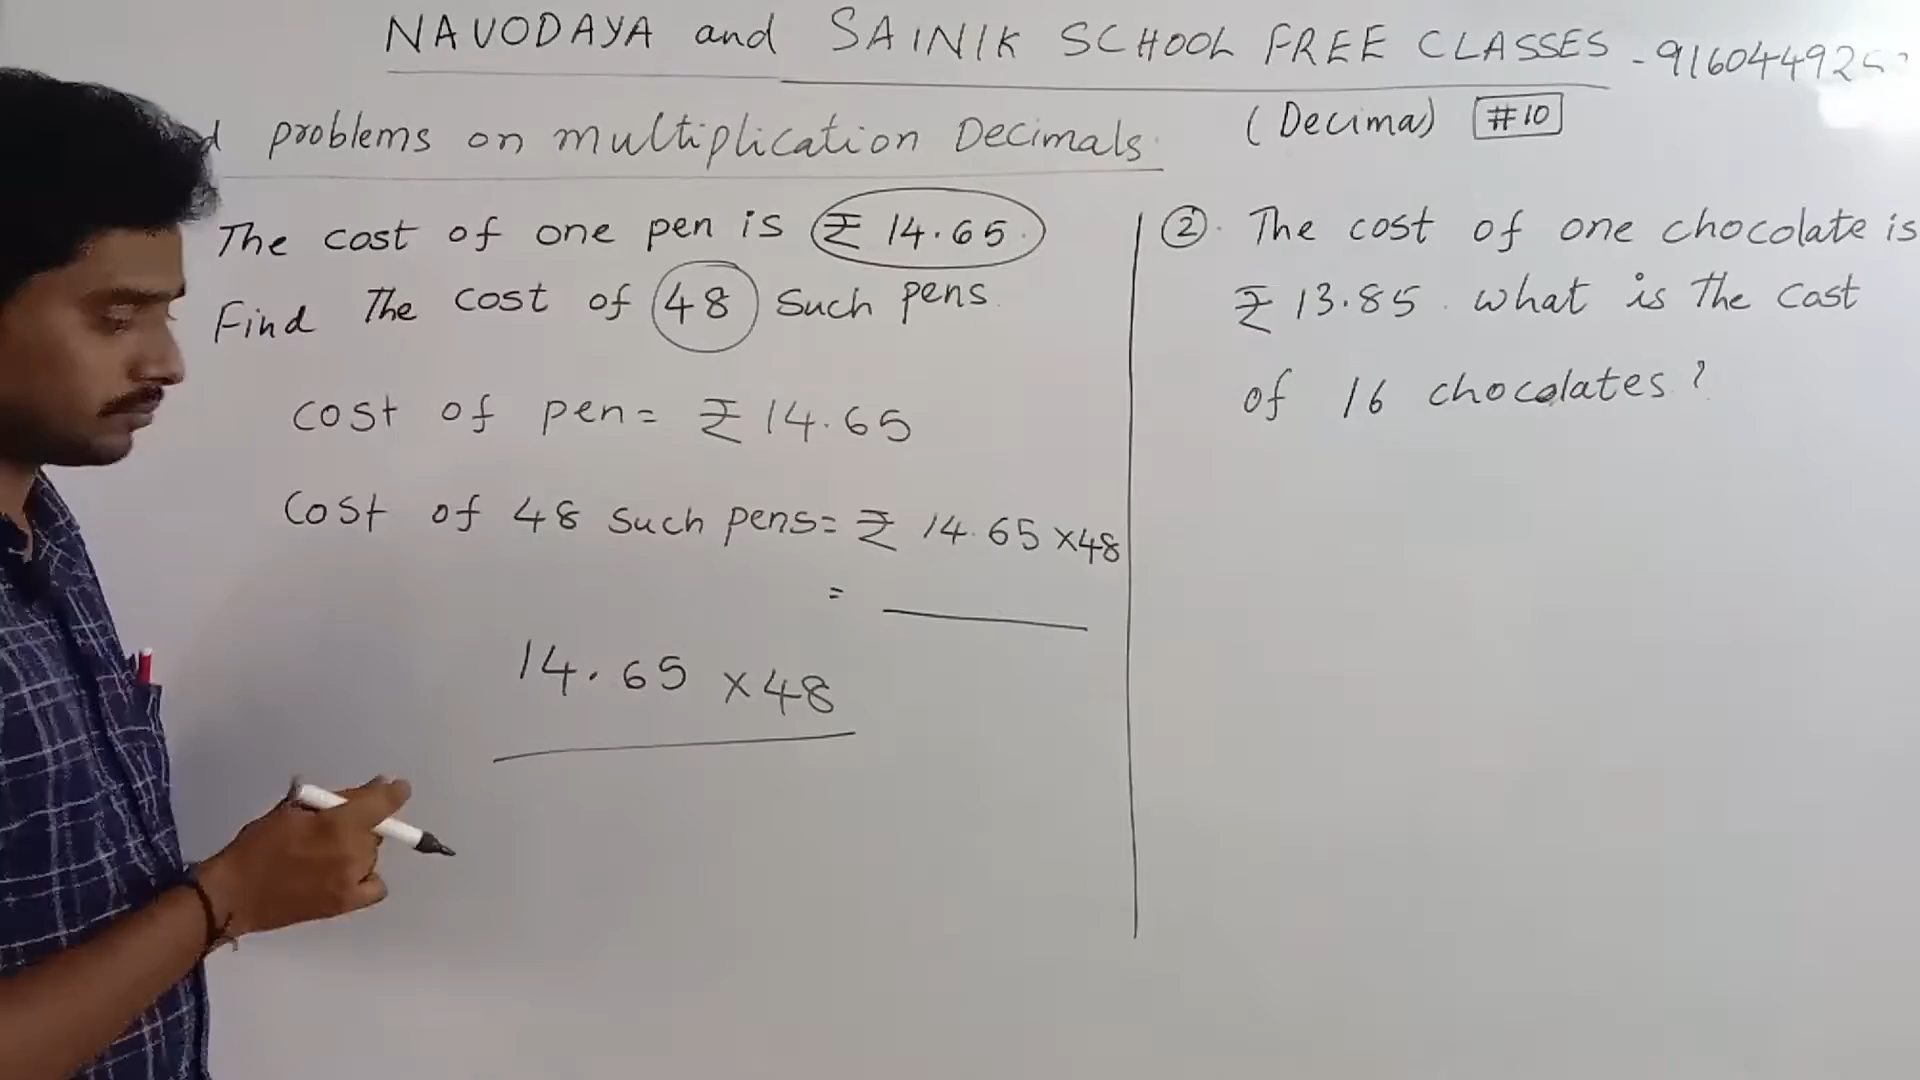 NAVODAYA and SAINIK SCHOOL FREE CLASSES - 916044925
problems on multiplication Decimals.
(Decimal) #10
The cost of one pen is ₹ 14.65.
Find The cost of 48 Such pens.
cost of pen = ₹ 14.65
Cost of 48 such pens = ₹ 14.65 x48
=
14.65 x48
②. The cost of one chocolate is
₹ 13.85. what is The cost
of 16 chocolates?